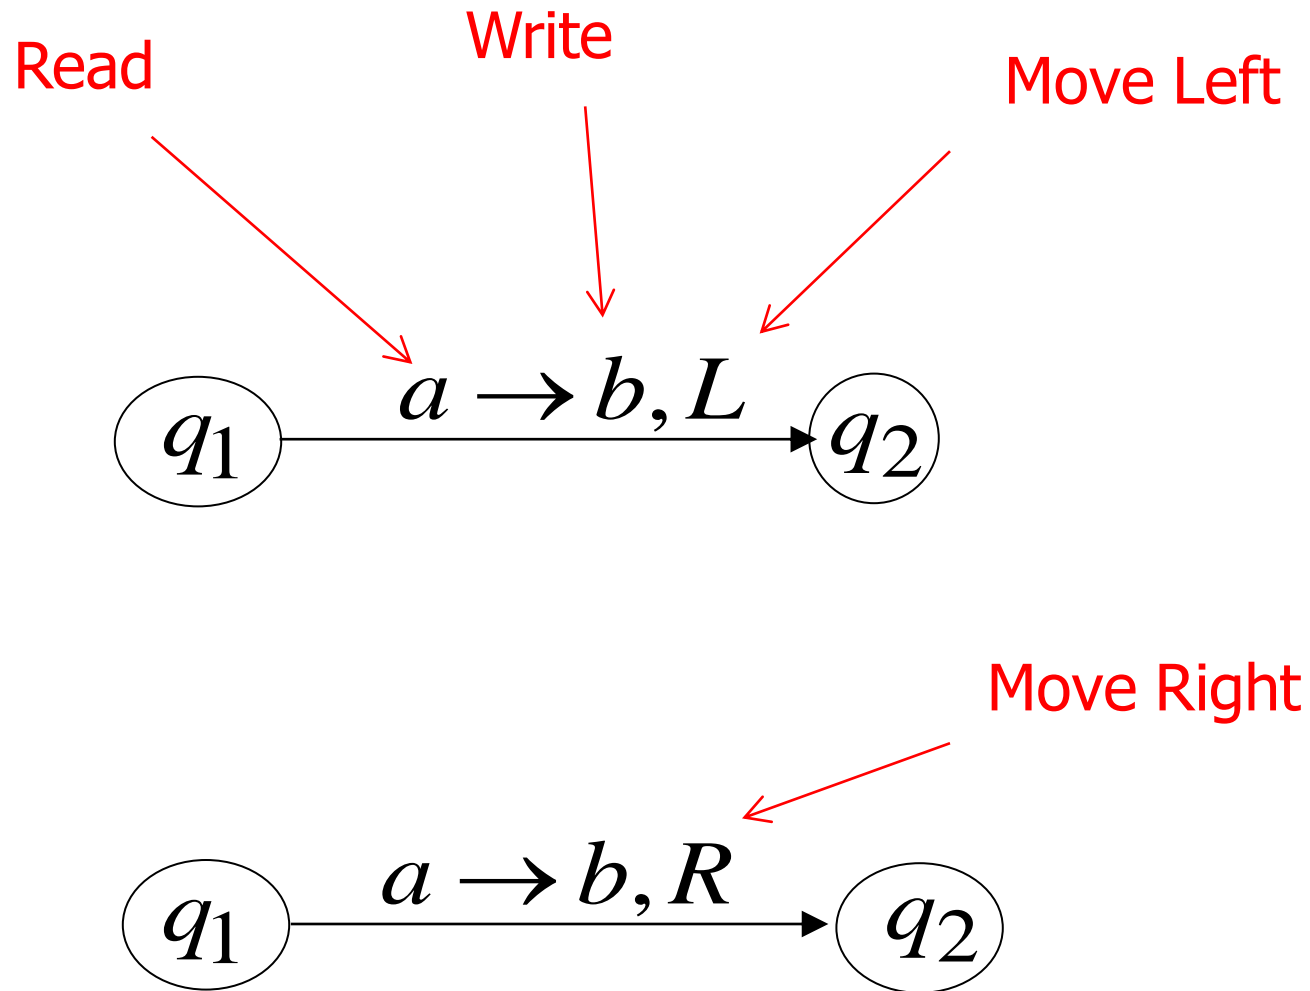 Write
Read
Move Left
a → b, L
q1
q2
Move Right
a → b, R
q1
q2